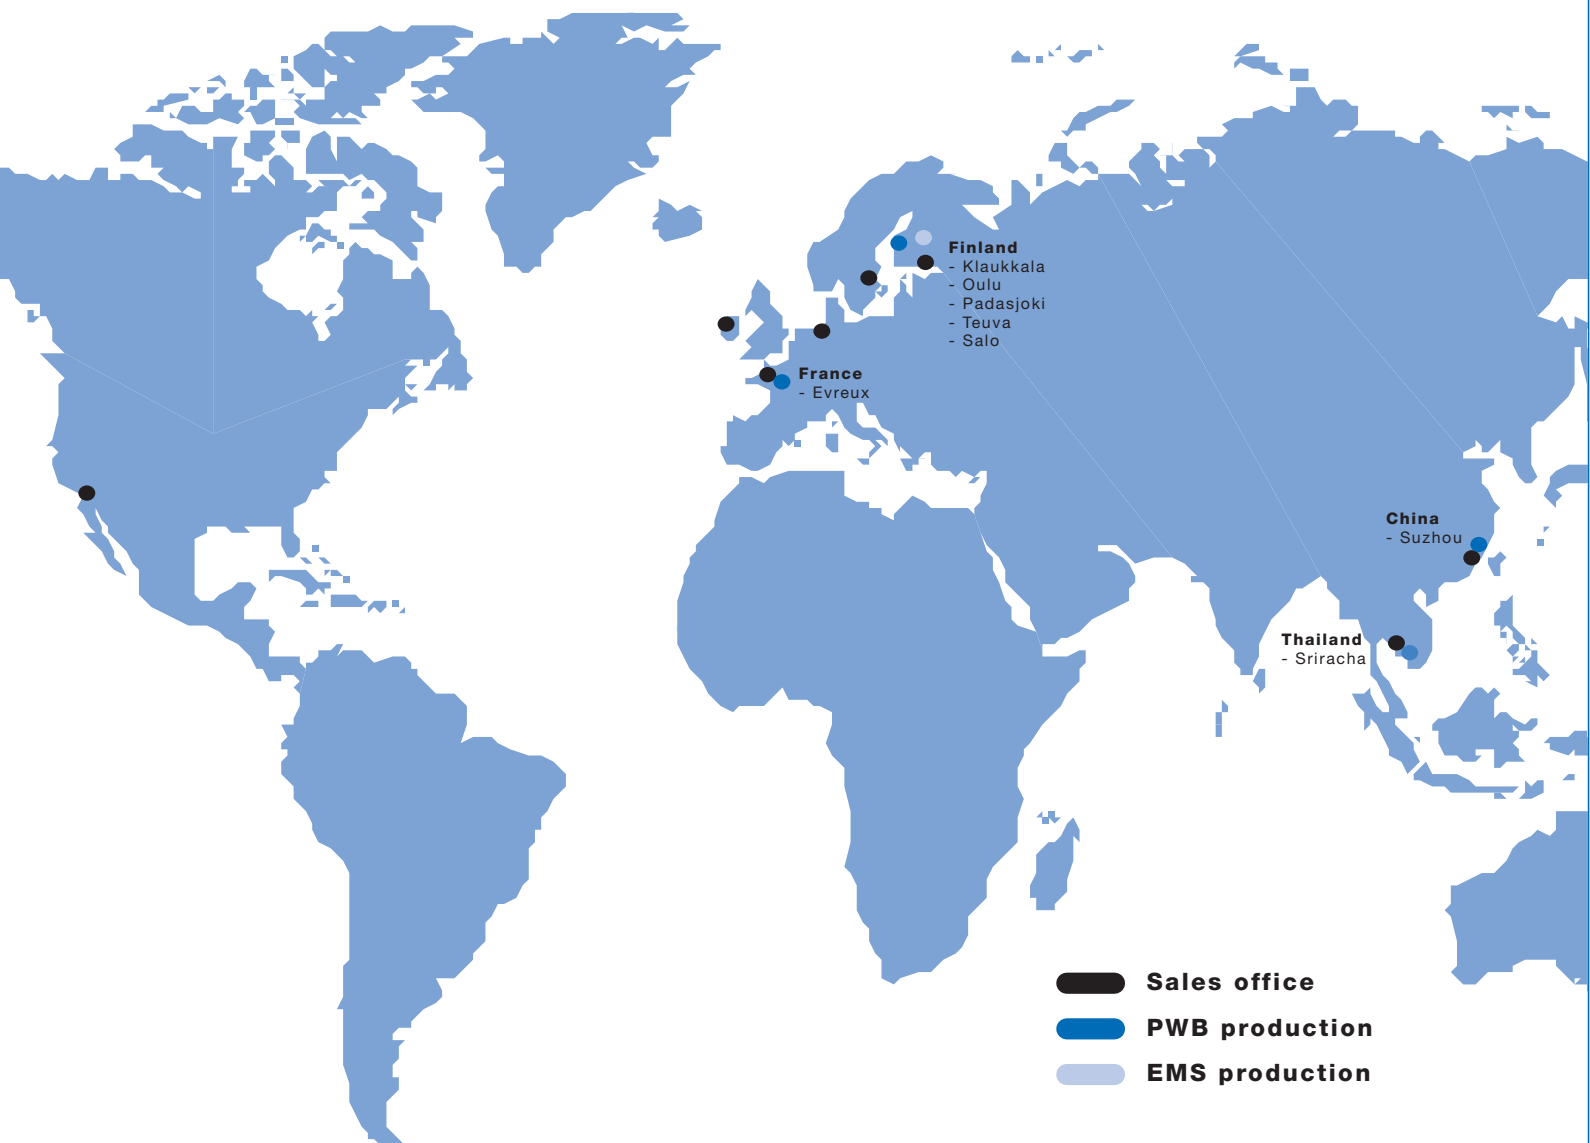 Finland
- Klaukkala
- Oulu
- Padasjoki
- Teuva
- Salo
France
- Evreux
China
- Suzhou
Thailand
- Sriracha
Sales office
PWB production
EMS production